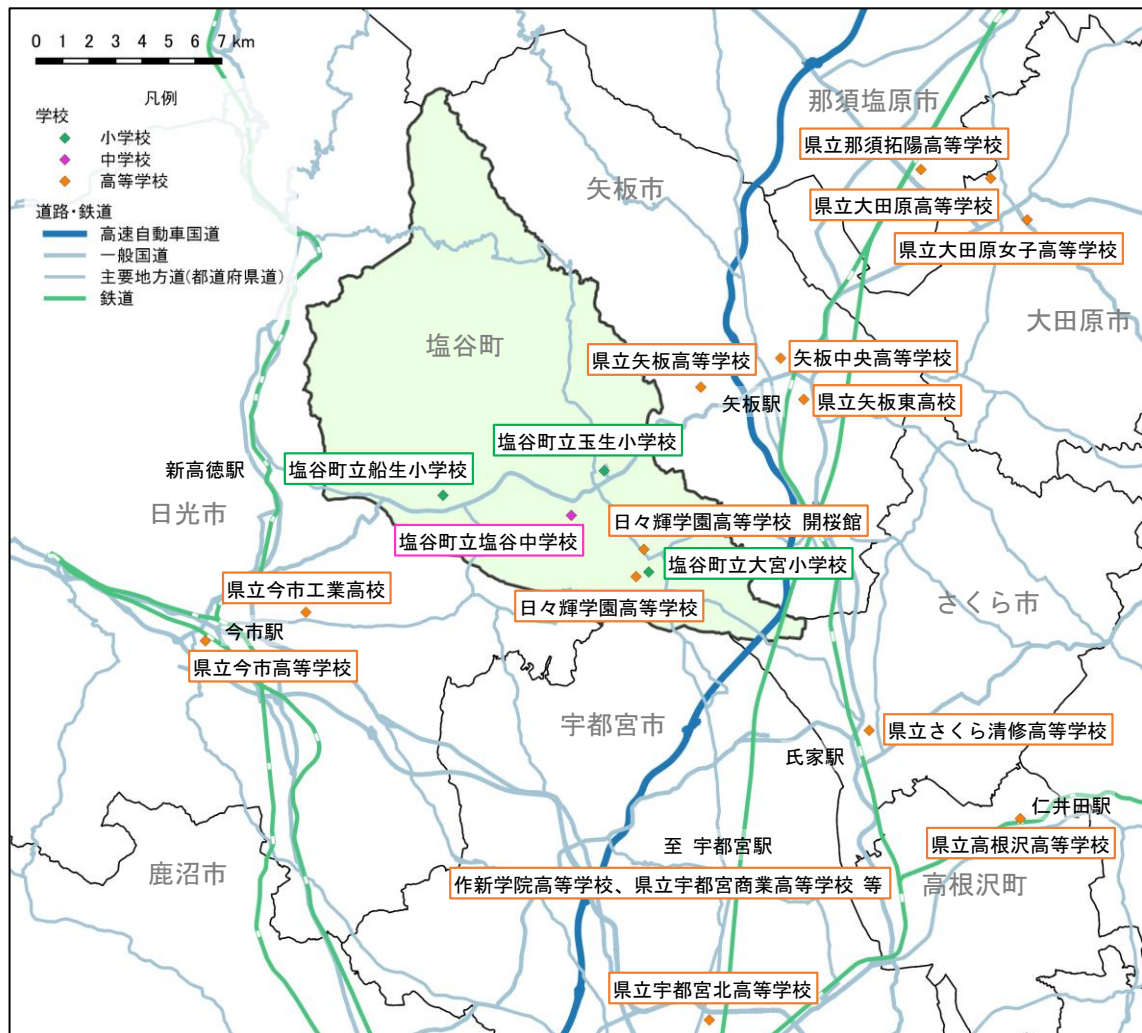 0 1 2 3 4 5 6 7 km
凡例
学校
小学校
中学校
高等学校
道路・鉄道
高速自動車国道
一般国道
主要地方道(都道府県道)
鉄道
那須塩原市
県立那須拓陽高等学校
矢板市
県立大田原高等学校
県立大田原女子高等学校
大田原市
塩谷町
県立矢板高等学校
矢板中央高等学校
矢板駅
県立矢板東高校
塩谷町立玉生小学校
新高徳駅
塩谷町立船生小学校
日光市
日々輝学園高等学校 開桜館
塩谷町立塩谷中学校
塩谷町立大宮小学校
県立今市工業高校
日々輝学園高等学校
さくら市
今市駅
県立今市高等学校
宇都宮市
県立さくら清修高等学校
氏家駅
仁井田駅
至 宇都宮駅
県立高根沢高等学校
鹿沼市
作新学院高等学校、県立宇都宮商業高等学校 等
高根沢町
県立宇都宮北高等学校